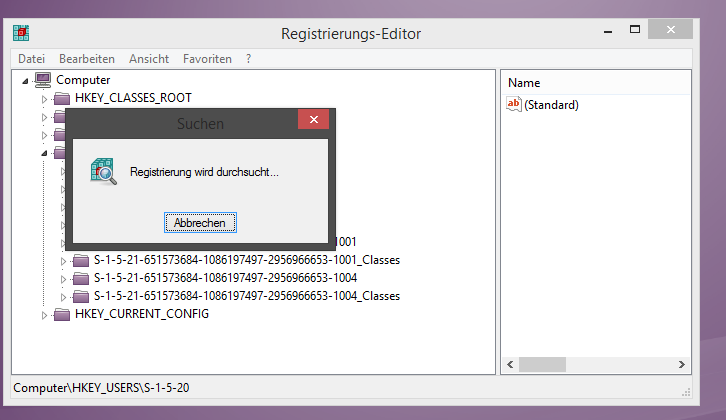 Registrierungs-Editor
Datei Bearbeiten Ansicht Favoriten ?
Computer
HKEY_CLASSES_ROOT
Suchen
Registrierung wird durchsucht...
Abbrechen
-1001
S-1-5-21-651573684-1086197497-2956966653-1001_Classes
S-1-5-21-651573684-1086197497-2956966653-1004
S-1-5-21-651573684-1086197497-2956966653-1004_Classes
HKEY_CURRENT_CONFIG
Name
ab (Standard)
Computer\HKEY_USERS\S-1-5-20